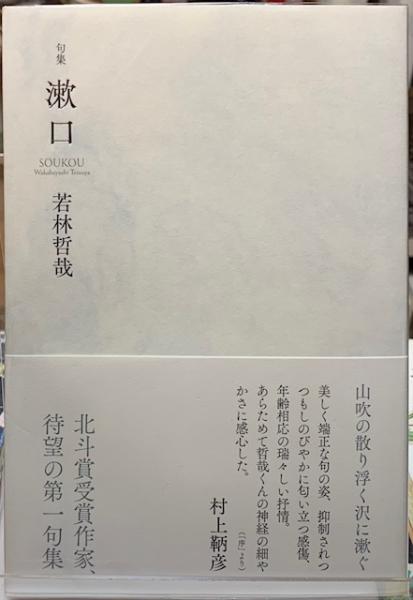 句集
漱口
SOUKOU
Wakabayashi Tetsuya
若林哲哉
山吹の散り浮く沢に漱ぐ
美しく端正な句の姿、抑制されつ
つもしのびやかに匂い立つ感傷、
年齢相応の瑞々しい抒情。
あらためて哲哉くんの神経の細や
かさに感心した。
村上鞆彦
(「序」より)
北斗賞受賞作家、
待望の第一句集